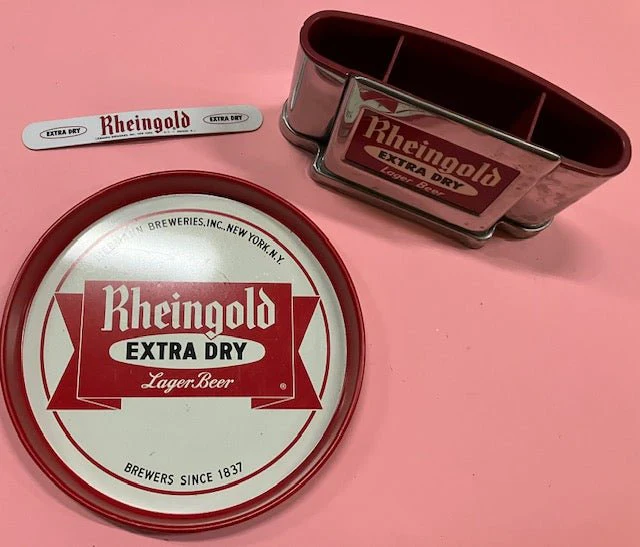 EXTRA DRY Rheingold EXTRA DRY
Rheingold
EXTRA DRY
Lager Beer
BREWERIES, INC., NEW YORK, N.Y.
Rheingold
EXTRA DRY
Lager Beer
®
BREWERS SINCE 1837